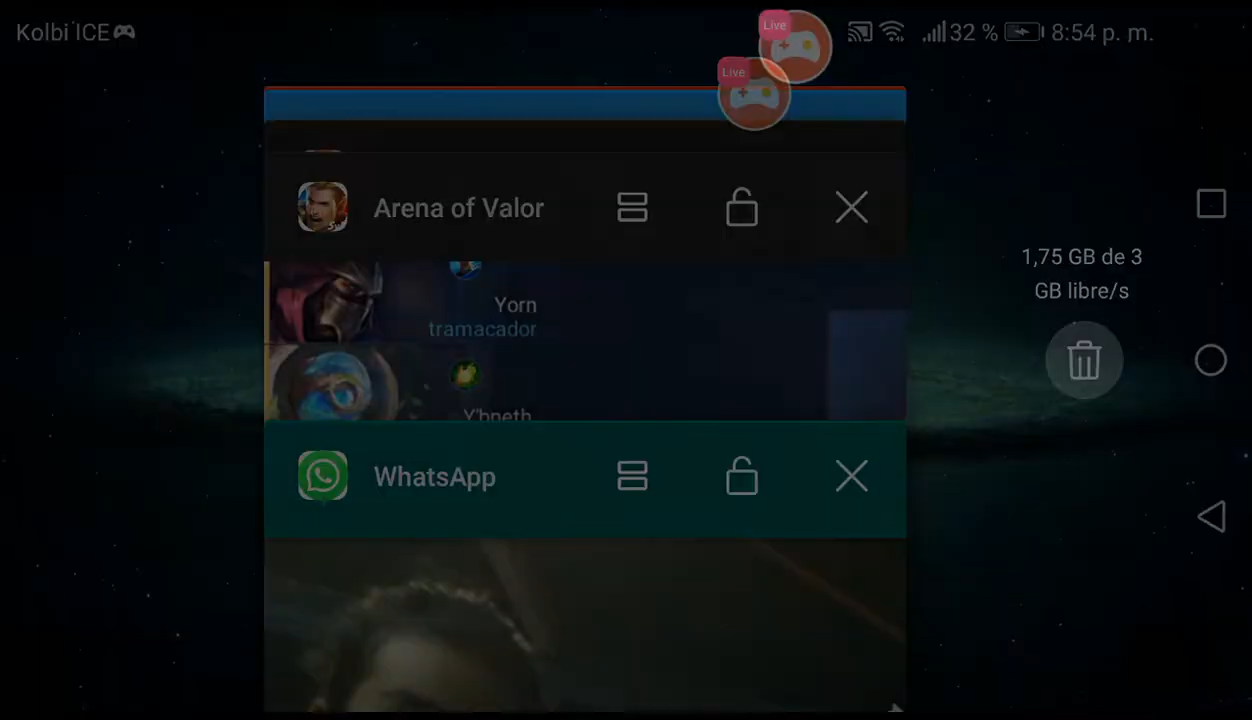 Kolbi ICE
Live
32 %
8:54 p. m.
Live
Arena of Valor
1,75 GB de 3
GB libre/s
Yorn
tramacador
Y'bneth
WhatsApp